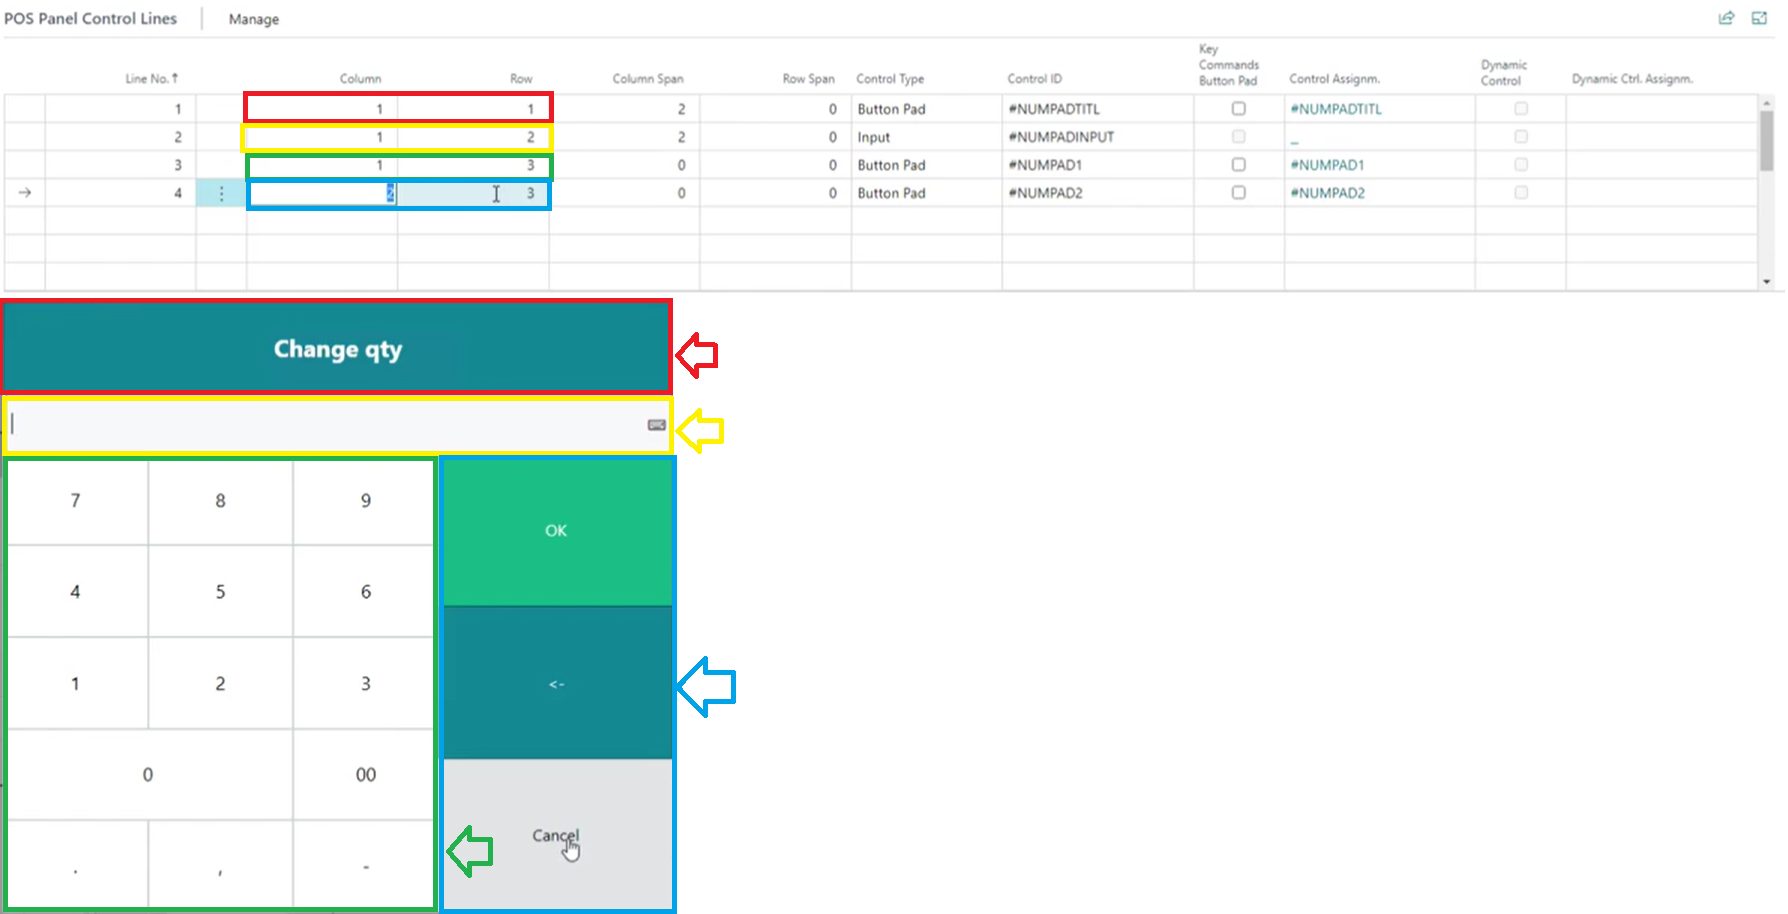 POS Panel Control Lines Manage
Line No. ↑ Column Row Column Span Row Span Control Type Control ID Key Commands Button Pad Control Assignm. Dynamic Control Dynamic Ctrl. Assignm.
1 1 1 2 0 Button Pad #NUMPADTITL #NUMPADTITL
2 1 2 2 0 Input #NUMPADINPUT _
3 1 3 0 0 Button Pad #NUMPAD1 #NUMPAD1
4 2 3 0 0 Button Pad #NUMPAD2 #NUMPAD2
Change qty
7 8 9
OK
4 5 6
1 2 3
<-
0 00
Cancel
. , -